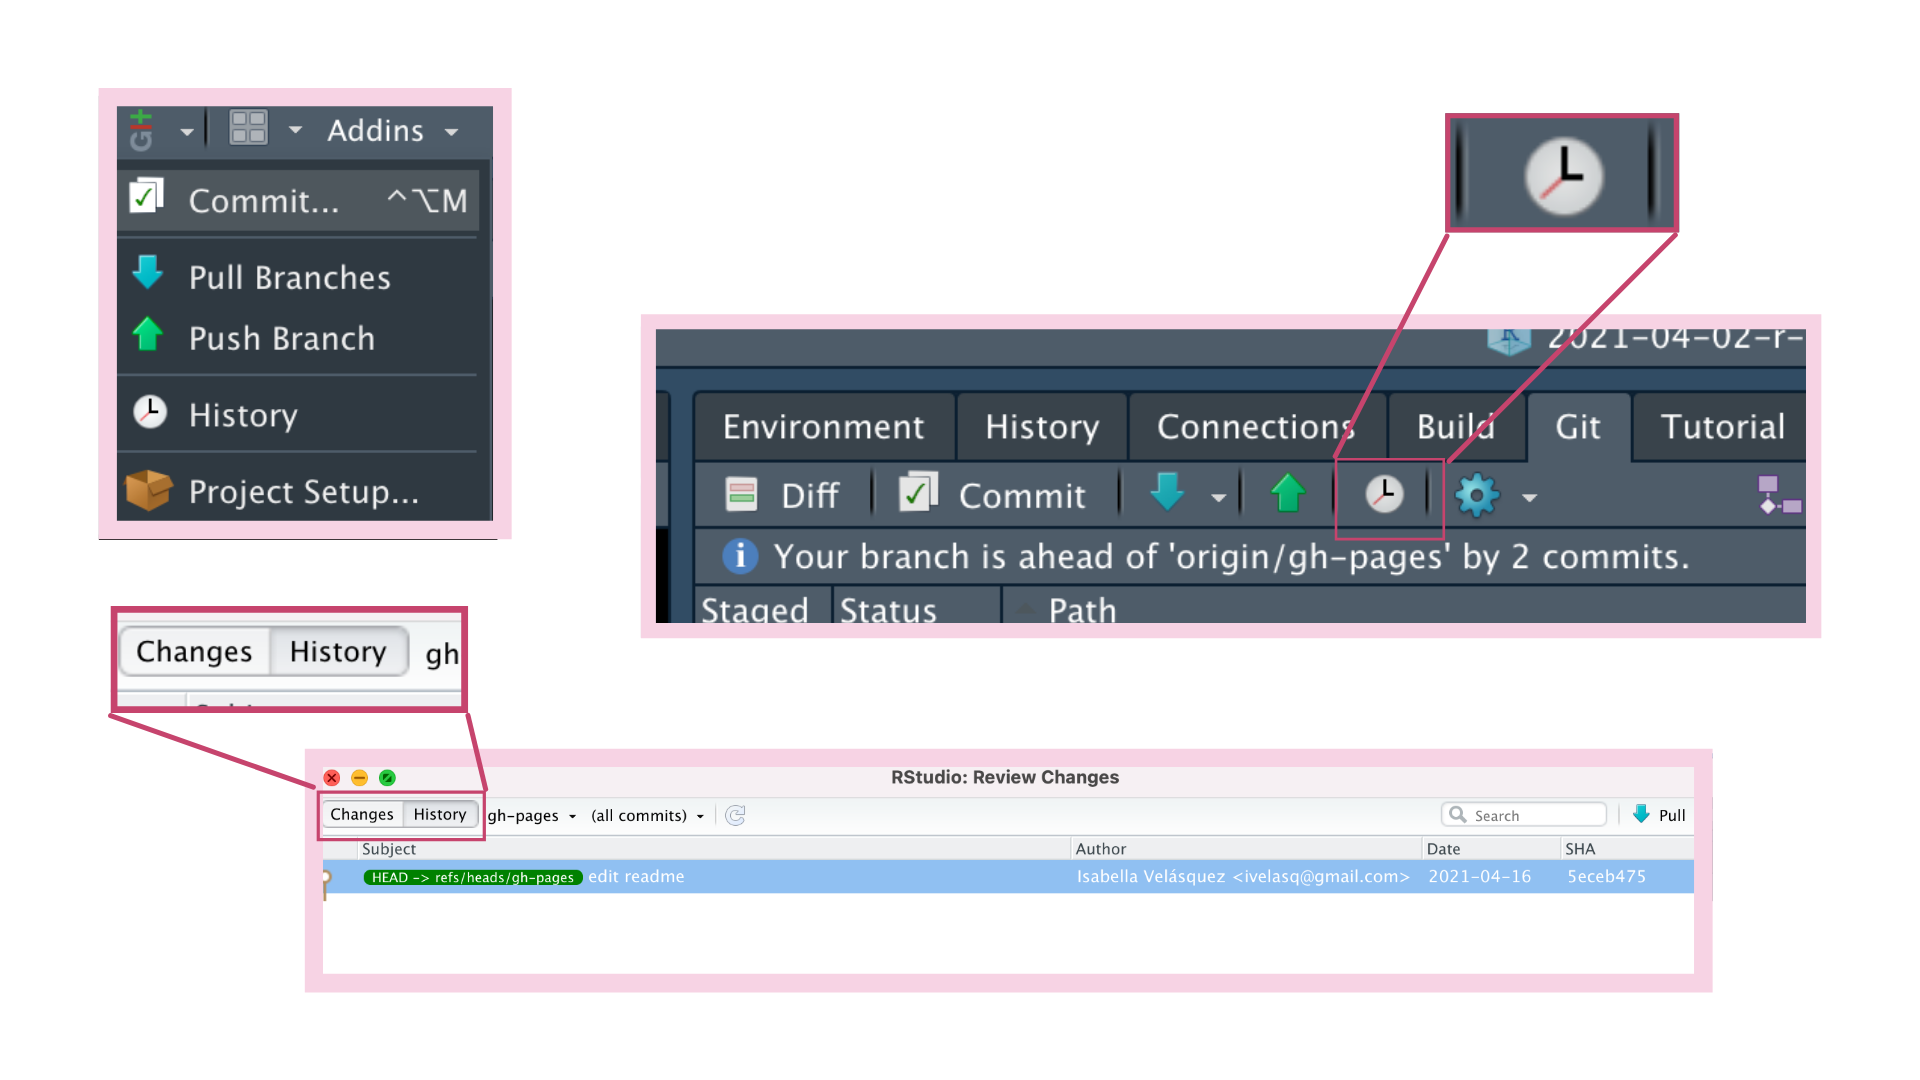 Git
Addins
Commit... ^⌥M
Pull Branches
Push Branch
History
Project Setup...
2021-04-02-r-
Environment History Connections Build Git Tutorial
Diff Commit
i Your branch is ahead of 'origin/gh-pages' by 2 commits.
Staged Status Path
Changes History gh
RStudio: Review Changes
Changes History gh-pages (all commits) Search Pull
Subject Author Date SHA
HEAD -> refs/heads/gh-pages edit readme Isabella Velásquez <ivelasq@gmail.com> 2021-04-16 5eceb475